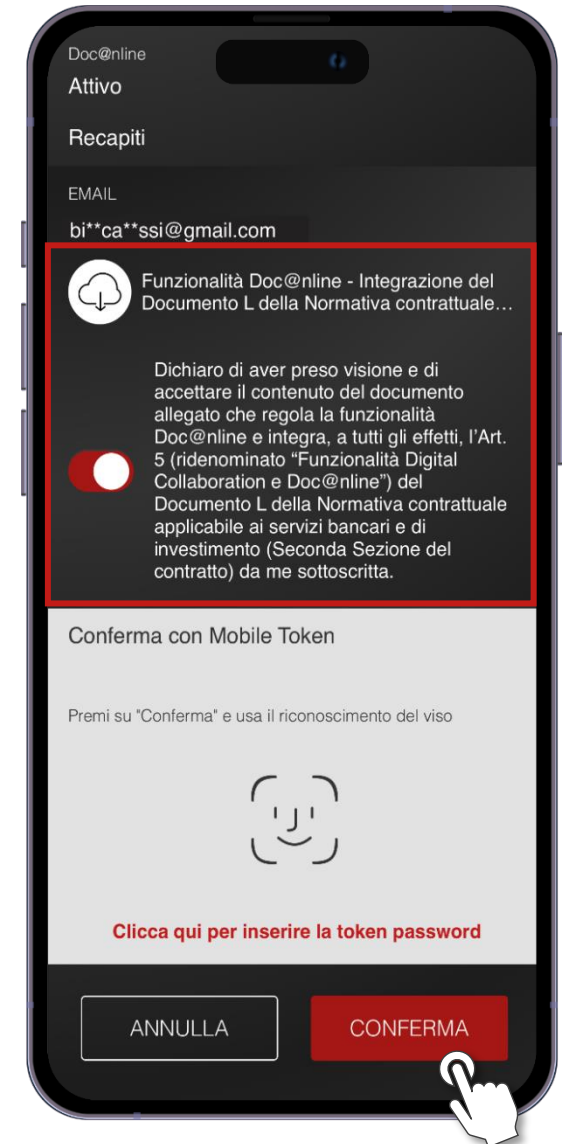 Doc@nline
Attivo
Recapiti
EMAIL
bi**ca**ssi@gmail.com
Funzionalità Doc@nline - Integrazione del
Documento L della Normativa contrattuale…
Dichiaro di aver preso visione e di
accettare il contenuto del documento
allegato che regola la funzionalità
Doc@nline e integra, a tutti gli effetti, l’Art.
5 (ridenominato “Funzionalità Digital
Collaboration e Doc@nline”) del
Documento L della Normativa contrattuale
applicabile ai servizi bancari e di
investimento (Seconda Sezione del
contratto) da me sottoscritta.
Conferma con Mobile Token
Premi su "Conferma" e usa il riconoscimento del viso
Clicca qui per inserire la token password
ANNULLA
CONFERMA